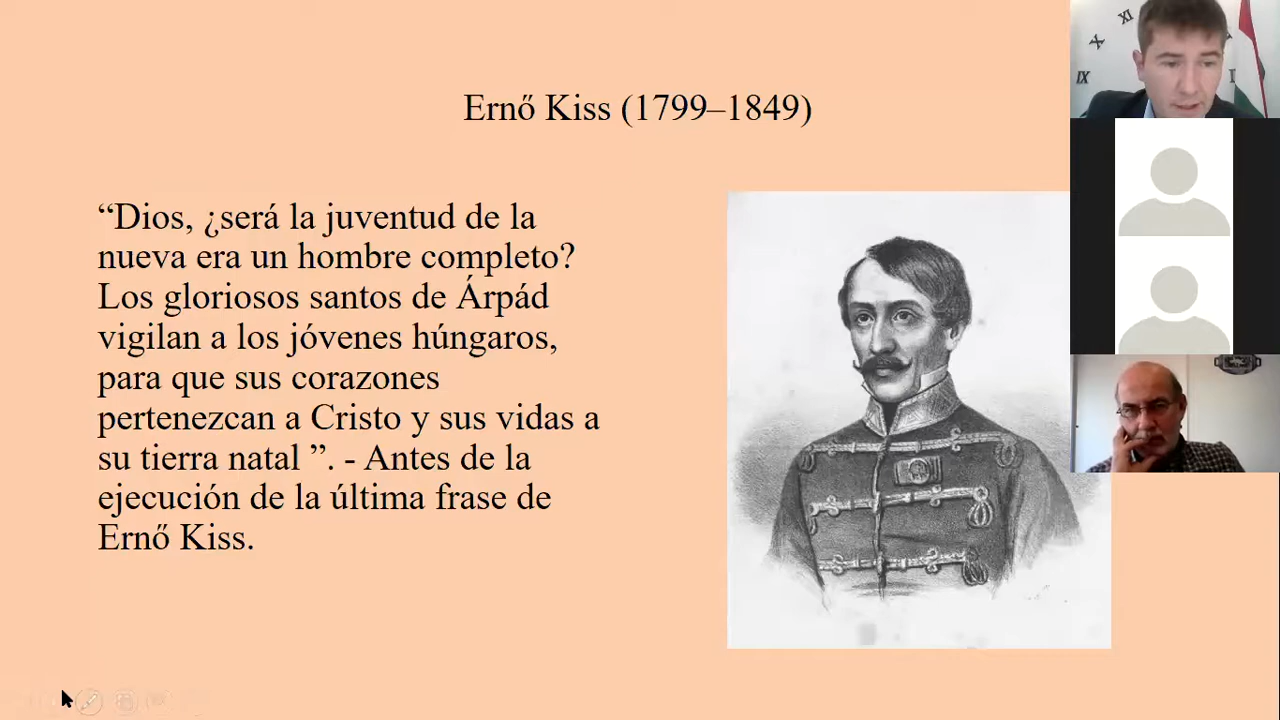 Ernő Kiss (1799–1849)
“Dios, ¿será la juventud de la
nueva era un hombre completo?
Los gloriosos santos de Árpád
vigilan a los jóvenes húngaros,
para que sus corazones
pertenezcan a Cristo y sus vidas a
su tierra natal ”. - Antes de la
ejecución de la última frase de
Ernő Kiss.
XI
X
IX
I